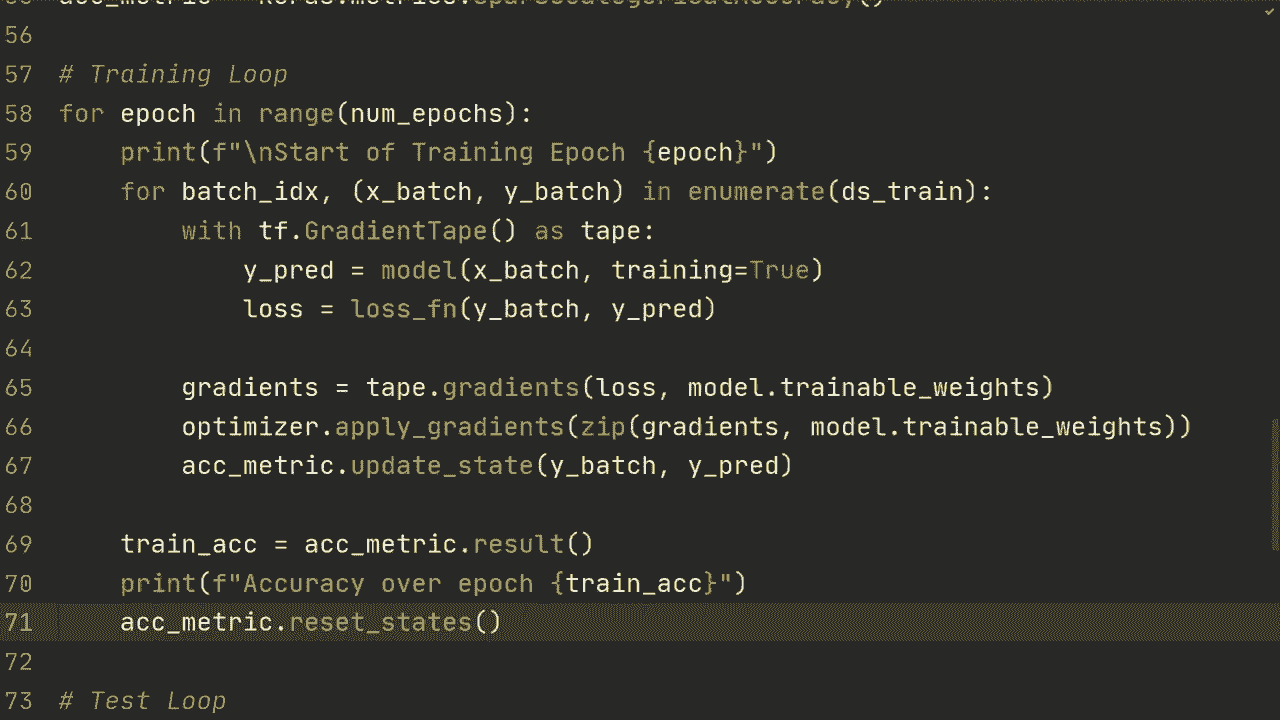 56
57 # Training Loop
58 for epoch in range(num_epochs):
59     print(f"\nStart of Training Epoch {epoch}")
60     for batch_idx, (x_batch, y_batch) in enumerate(ds_train):
61         with tf.GradientTape() as tape:
62             y_pred = model(x_batch, training=True)
63             loss = loss_fn(y_batch, y_pred)
64
65         gradients = tape.gradients(loss, model.trainable_weights)
66         optimizer.apply_gradients(zip(gradients, model.trainable_weights))
67         acc_metric.update_state(y_batch, y_pred)
68
69     train_acc = acc_metric.result()
70     print(f"Accuracy over epoch {train_acc}")
71     acc_metric.reset_states()
72
73 # Test Loop